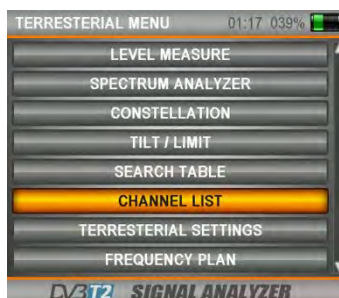 TERRESTERIAL MENU 01:17 039%
LEVEL MEASURE
SPECTRUM ANALYZER
CONSTELLATION
TILT / LIMIT
SEARCH TABLE
CHANNEL LIST
TERRESTERIAL SETTINGS
FREQUENCY PLAN
DVB T2 SIGNAL ANALYZER